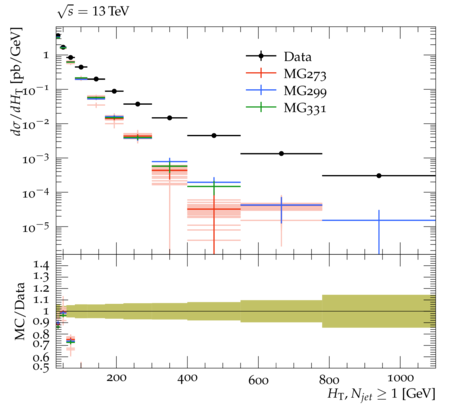 √s = 13 TeV
dσ/dH_T [pb/GeV]
1
10⁻¹
10⁻²
10⁻³
10⁻⁴
10⁻⁵
Data
MG273
MG299
MG331
MC/Data
1.4
1.3
1.2
1.1
1
0.9
0.8
0.7
0.6
0.5
200 400 600 800 1000
H_T, N_jet ≥ 1 [GeV]